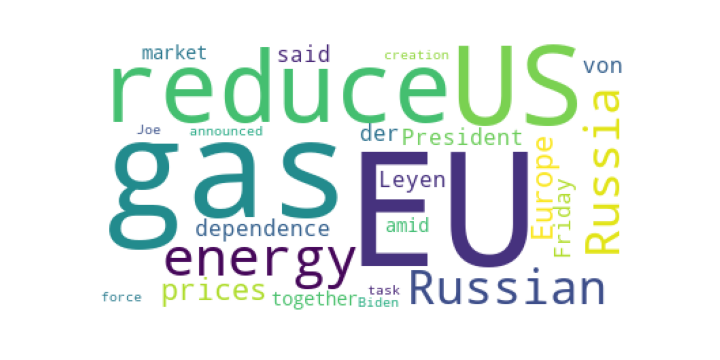 market
said
creation
reduce
US
von
Joe
announced
der
President
gas
EU
Leyen
Europe
Friday
Russia
dependence
amid
energy
prices
together
task
Biden
force
Russian